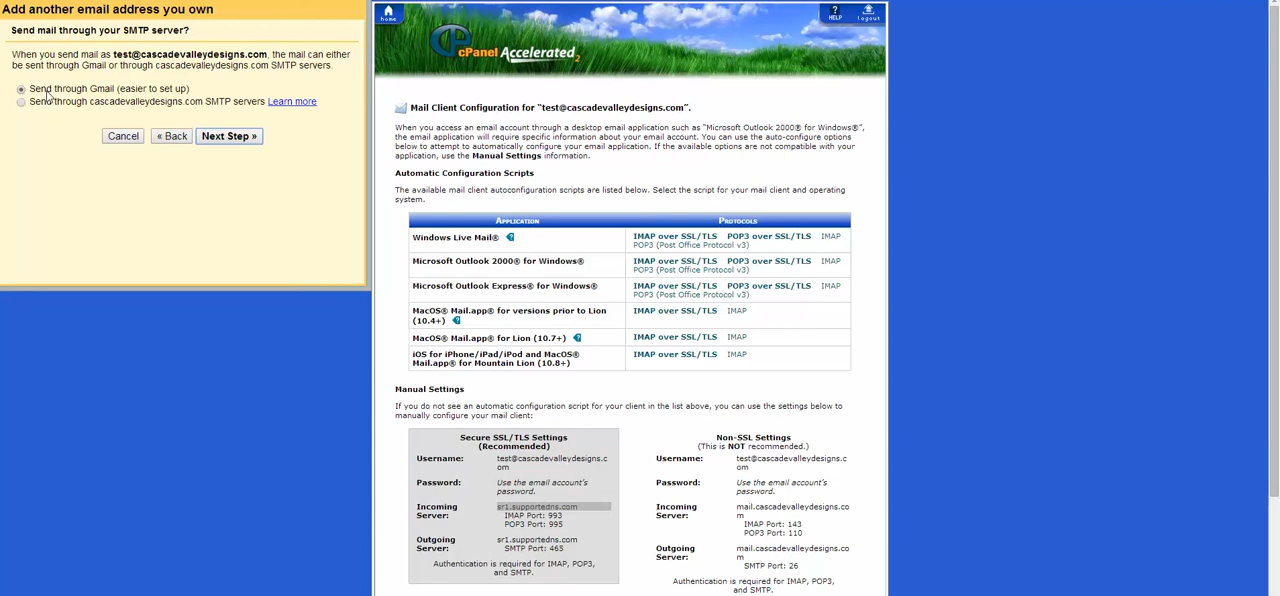 Add another email address you own
Send mail through your SMTP server?
When you send mail as test@cascadevalleydesigns.com, the mail can either
be sent through Gmail or through cascadevalleydesigns.com SMTP servers.
Send through Gmail (easier to set up)
Send through cascadevalleydesigns.com SMTP servers Learn more
Cancel
« Back
Next Step »
home
HELP
logout
cPanel Accelerated2
Mail Client Configuration for "test@cascadevalleydesigns.com".
When you access an email account through a desktop email application such as "Microsoft Outlook 2000® for Windows®",
the email application will require specific information about your email account. You can use the auto-configure options
below to attempt to automatically configure your email application. If the available options are not compatible with your
application, use the Manual Settings information.
Automatic Configuration Scripts
The available mail client autoconfiguration scripts are listed below. Select the script for your mail client and operating
system.
APPLICATION PROTOCOLS
Windows Live Mail® IMAP over SSL/TLS POP3 over SSL/TLS IMAP
POP3 (Post Office Protocol v3)
Microsoft Outlook 2000® for Windows® IMAP over SSL/TLS POP3 over SSL/TLS IMAP
POP3 (Post Office Protocol v3)
Microsoft Outlook Express® for Windows® IMAP over SSL/TLS POP3 over SSL/TLS IMAP
POP3 (Post Office Protocol v3)
MacOS® Mail.app® for versions prior to Lion IMAP over SSL/TLS IMAP
(10.4+)
MacOS® Mail.app® for Lion (10.7+) IMAP over SSL/TLS IMAP
iOS for iPhone/iPad/iPod and MacOS® IMAP over SSL/TLS IMAP
Mail.app® for Mountain Lion (10.8+)
Manual Settings
If you do not see an automatic configuration script for your client in the list above, you can use the settings below to
manually configure your mail client:
Secure SSL/TLS Settings
(Recommended)
Username: test@cascadevalleydesigns.c
om
Password: Use the email account's
password.
Incoming sr1.supportedns.com
Server: IMAP Port: 993
POP3 Port: 995
Outgoing sr1.supportedns.com
Server: SMTP Port: 465
Authentication is required for IMAP, POP3,
and SMTP.
Non-SSL Settings
(This is NOT recommended.)
Username: test@cascadevalleydesigns.c
om
Password: Use the email account's
password.
Incoming mail.cascadevalleydesigns.co
Server: m
IMAP Port: 143
POP3 Port: 110
Outgoing mail.cascadevalleydesigns.co
Server: m
SMTP Port: 26
Authentication is required for IMAP, POP3,
and SMTP.